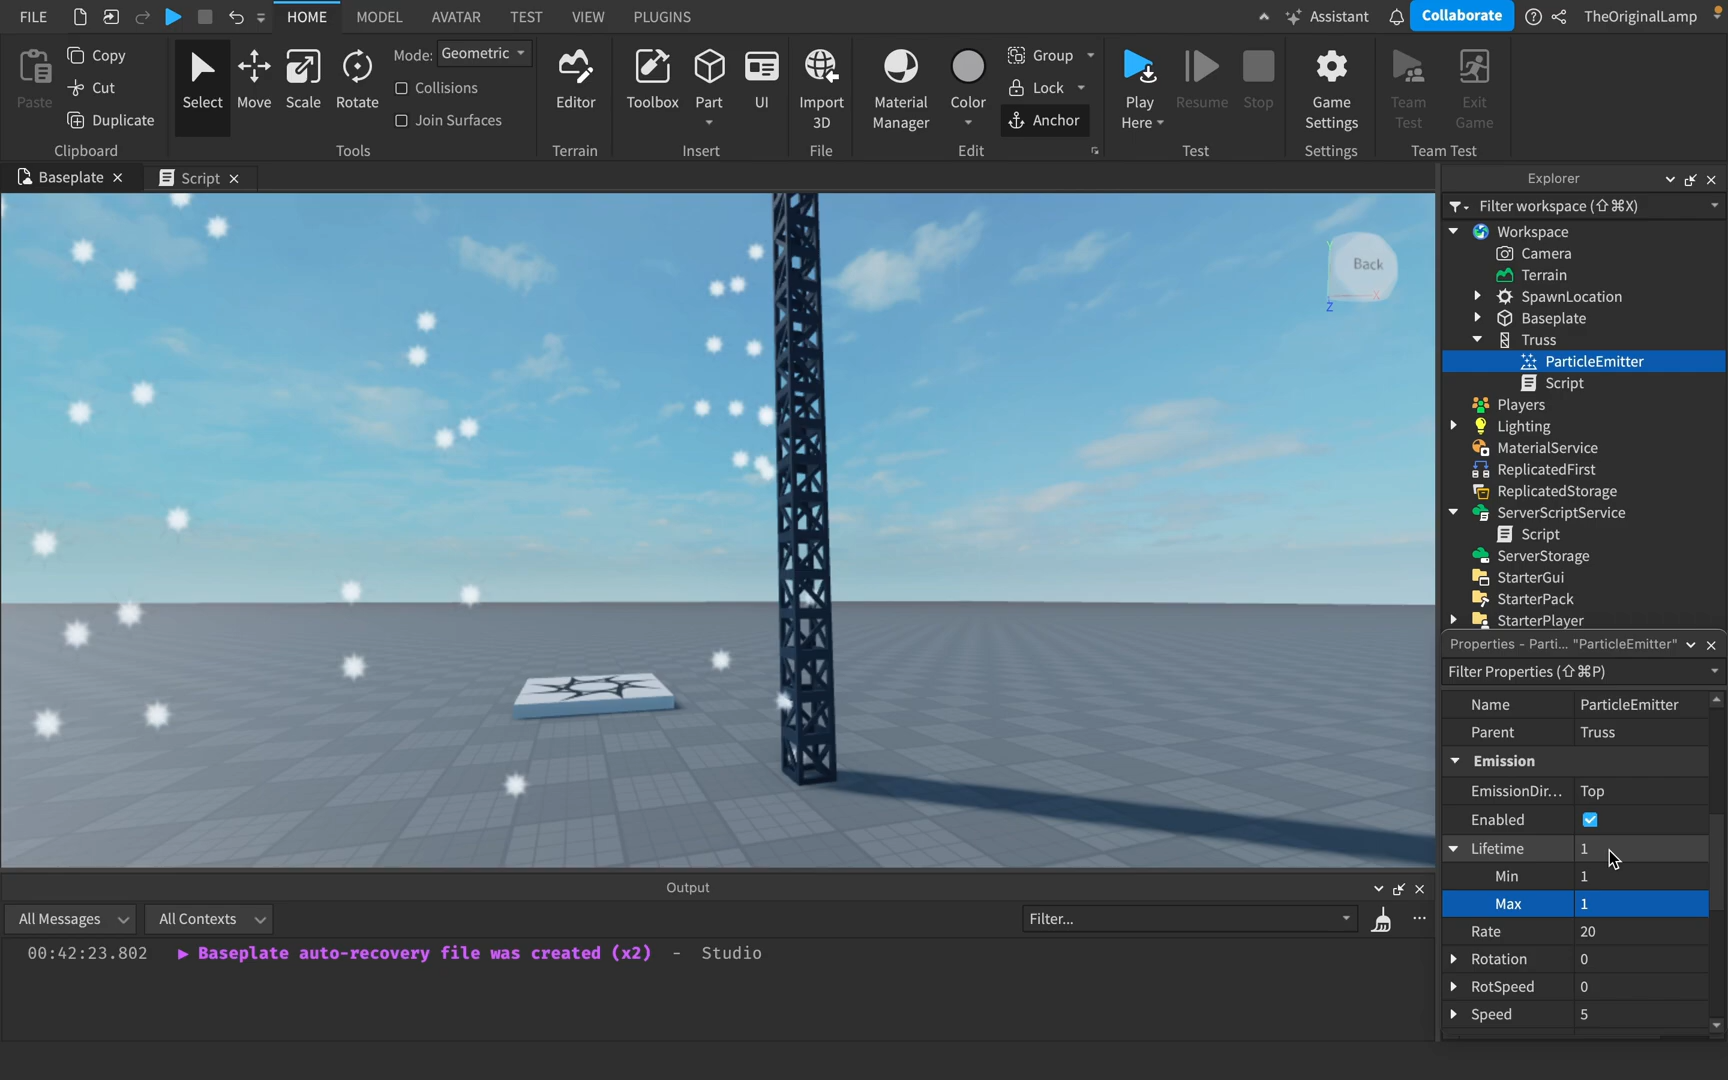 FILE HOME MODEL AVATAR TEST VIEW PLUGINS Assistant Collaborate TheOriginalLamp
Paste Copy Cut Duplicate Clipboard
Select Move Scale Rotate Mode: Geometric Collisions Join Surfaces Tools
Editor Terrain
Toolbox Part UI Insert
Import 3D File
Material Manager Color Group Lock Anchor Edit
Play Here Resume Stop Test
Game Settings Settings
Team Test Exit Game Team Test
Baseplate Script
Back
Y
X
Z
Explorer
Filter workspace (⇧⌘X)
Workspace
Camera
Terrain
SpawnLocation
Baseplate
Truss
ParticleEmitter
Script
Players
Lighting
MaterialService
ReplicatedFirst
ReplicatedStorage
ServerScriptService
Script
ServerStorage
StarterGui
StarterPack
StarterPlayer
Properties - Parti... "ParticleEmitter"
Filter Properties (⇧⌘P)
Name ParticleEmitter
Parent Truss
Emission
EmissionDir... Top
Enabled
Lifetime 1
Min 1
Max 1
Rate 20
Rotation 0
RotSpeed 0
Speed 5
Output
All Messages All Contexts Filter...
00:42:23.802 Baseplate auto-recovery file was created (x2) - Studio